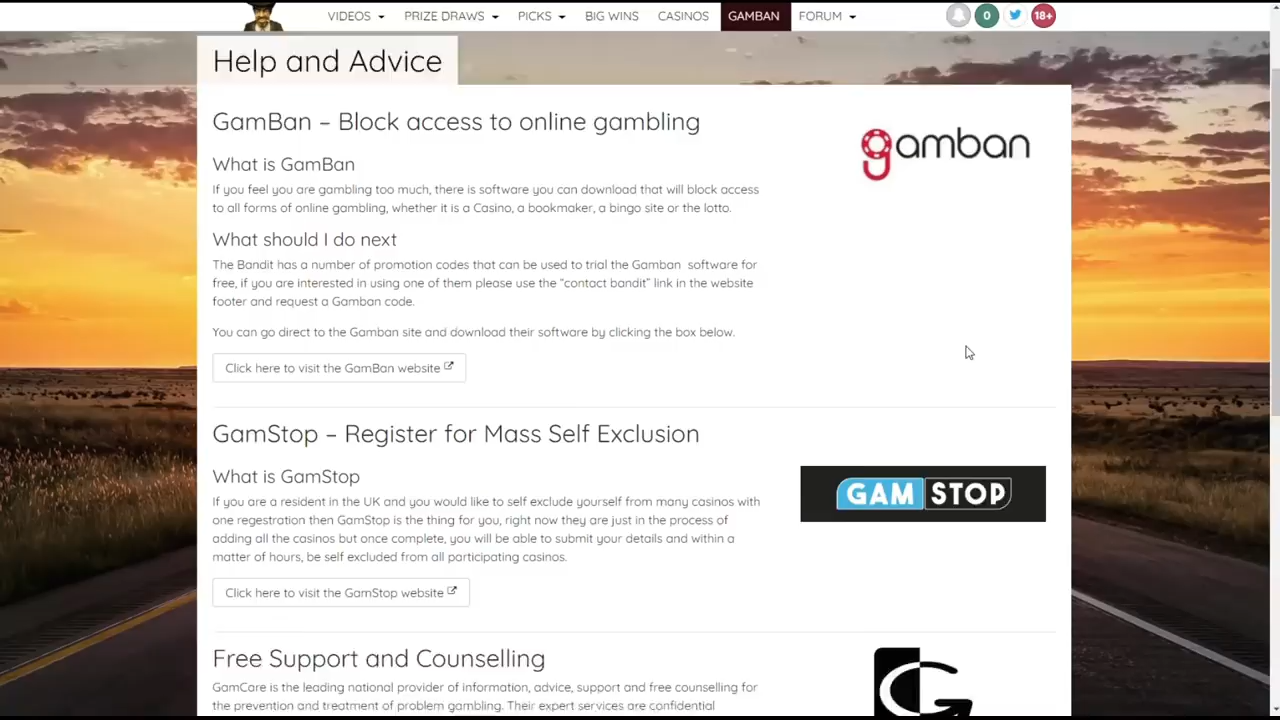 VIDEOS PRIZE DRAWS PICKS BIG WINS CASINOS GAMBAN FORUM 0 18+
Help and Advice
GamBan – Block access to online gambling
gamban
What is GamBan
If you feel you are gambling too much, there is software you can download that will block access
to all forms of online gambling, whether it is a Casino, a bookmaker, a bingo site or the lotto.
What should I do next
The Bandit has a number of promotion codes that can be used to trial the Gamban software for
free, if you are interested in using one of them please use the "contact bandit" link in the website
footer and request a Gamban code.
You can go direct to the Gamban site and download their software by clicking the box below.
Click here to visit the GamBan website
GamStop – Register for Mass Self Exclusion
What is GamStop
GAM STOP
If you are a resident in the UK and you would like to self exclude yourself from many casinos with
one regestration then GamStop is the thing for you, right now they are just in the process of
adding all the casinos but once complete, you will be able to submit your details and within a
matter of hours, be self excluded from all participating casinos.
Click here to visit the GamStop website
Free Support and Counselling
GamCare is the leading national provider of information, advice, support and free counselling for
the prevention and treatment of problem gambling. Their expert services are confidential